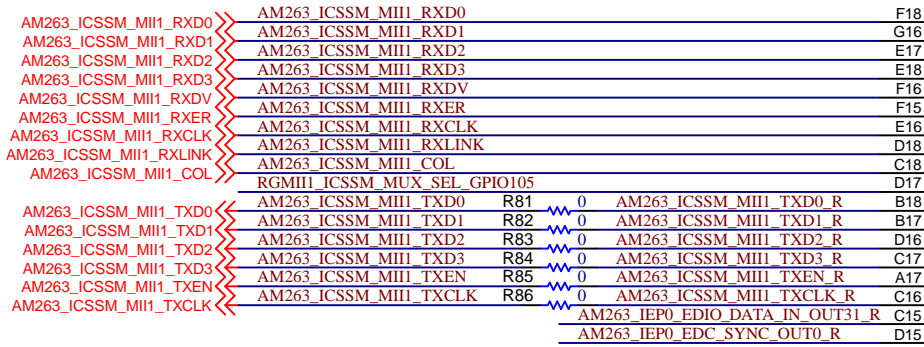 AM263_ICSSM_MII1_RXD0 AM263_ICSSM_MII1_RXD0 F18
AM263_ICSSM_MII1_RXD1 AM263_ICSSM_MII1_RXD1 G16
AM263_ICSSM_MII1_RXD2 AM263_ICSSM_MII1_RXD2 E17
AM263_ICSSM_MII1_RXD3 AM263_ICSSM_MII1_RXD3 E18
AM263_ICSSM_MII1_RXDV AM263_ICSSM_MII1_RXDV F16
AM263_ICSSM_MII1_RXER AM263_ICSSM_MII1_RXER F15
AM263_ICSSM_MII1_RXCLK AM263_ICSSM_MII1_RXCLK E16
AM263_ICSSM_MII1_RXLINK AM263_ICSSM_MII1_RXLINK D18
AM263_ICSSM_MII1_COL AM263_ICSSM_MII1_COL C18
RGMII1_ICSSM_MUX_SEL_GPIO105 D17
AM263_ICSSM_MII1_TXD0 AM263_ICSSM_MII1_TXD0 R81 0 AM263_ICSSM_MII1_TXD0_R B18
AM263_ICSSM_MII1_TXD1 AM263_ICSSM_MII1_TXD1 R82 0 AM263_ICSSM_MII1_TXD1_R B17
AM263_ICSSM_MII1_TXD2 AM263_ICSSM_MII1_TXD2 R83 0 AM263_ICSSM_MII1_TXD2_R D16
AM263_ICSSM_MII1_TXD3 AM263_ICSSM_MII1_TXD3 R84 0 AM263_ICSSM_MII1_TXD3_R C17
AM263_ICSSM_MII1_TXEN AM263_ICSSM_MII1_TXEN R85 0 AM263_ICSSM_MII1_TXEN_R A17
AM263_ICSSM_MII1_TXCLK AM263_ICSSM_MII1_TXCLK R86 0 AM263_ICSSM_MII1_TXCLK_R C16
AM263_IEP0_EDIO_DATA_IN_OUT31_R C15
AM263_IEP0_EDC_SYNC_OUT0_R D15